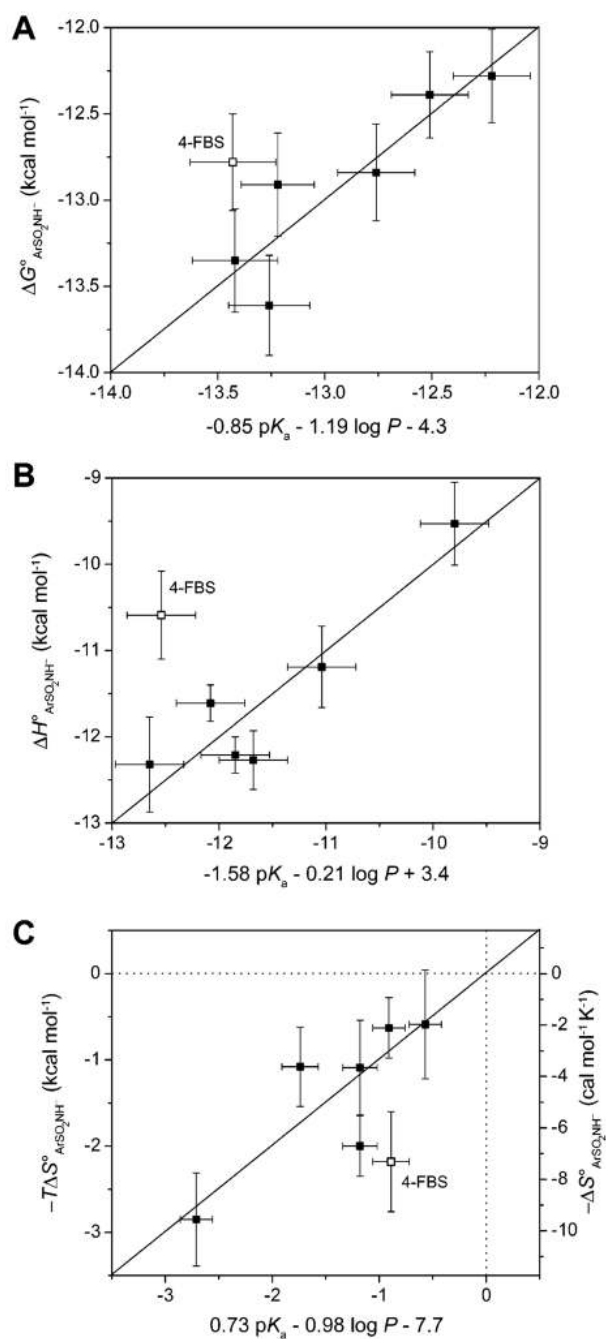 A
-12.0
-12.5
-13.0
-13.5
-14.0
ΔG°ArSO₂NH⁻ (kcal mol⁻¹)
4-FBS
-14.0 -13.5 -13.0 -12.5 -12.0
-0.85 pKₐ - 1.19 log P - 4.3
B
-9
-10
-11
-12
-13
ΔH°ArSO₂NH⁻ (kcal mol⁻¹)
4-FBS
-13 -12 -11 -10 -9
-1.58 pKₐ - 0.21 log P + 3.4
C
0
-1
-2
-3
–TΔS°ArSO₂NH⁻ (kcal mol⁻¹)
4-FBS
0
-2
-4
-6
-8
-10
–ΔS°ArSO₂NH⁻ (cal mol⁻¹ K⁻¹)
-3 -2 -1 0
0.73 pKₐ - 0.98 log P - 7.7